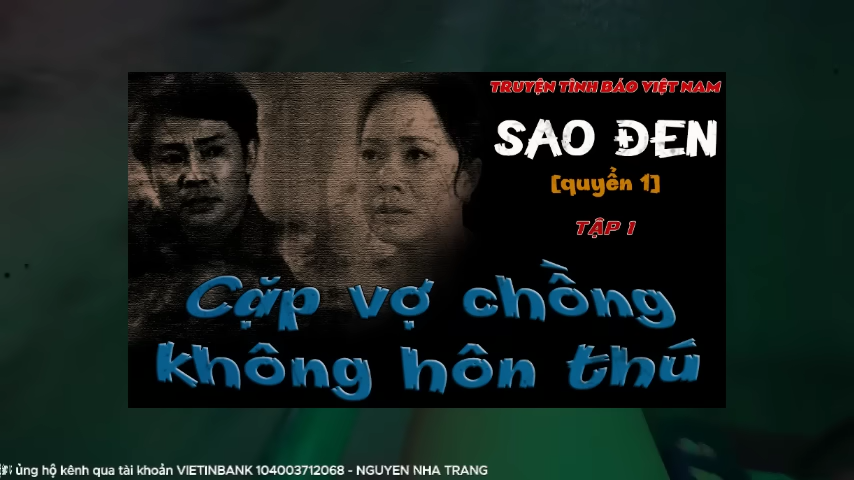 TRUYỆN TÌNH BÁO VIỆT NAM
SAO ĐEN
[quyển 1]
TẬP 1
Cặp vợ chồng
không hôn thú
ủng hộ kênh qua tài khoản VIETINBANK 104003712068 - NGUYEN NHA TRANG